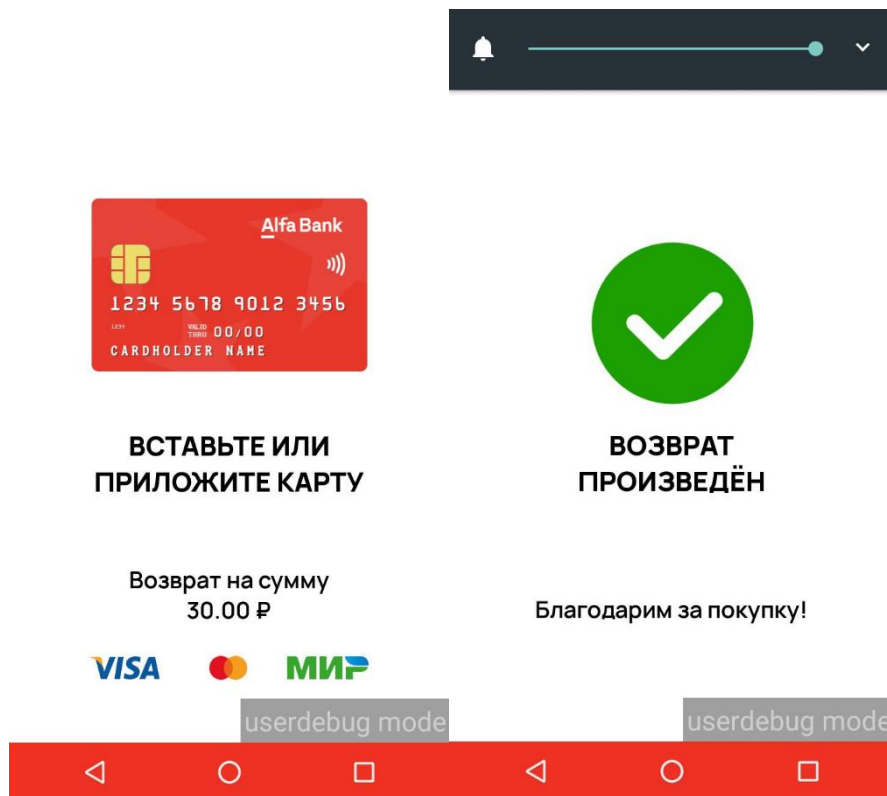 Alfa Bank
1234 5678 9012 3456
1234
VALID
THRU 00/00
CARDHOLDER NAME
ВСТАВЬТЕ ИЛИ
ПРИЛОЖИТЕ КАРТУ
Возврат на сумму
30.00 ₽
VISA
МИР
userdebug mode
ВОЗВРАТ
ПРОИЗВЕДЁН
Благодарим за покупку!
userdebug mode